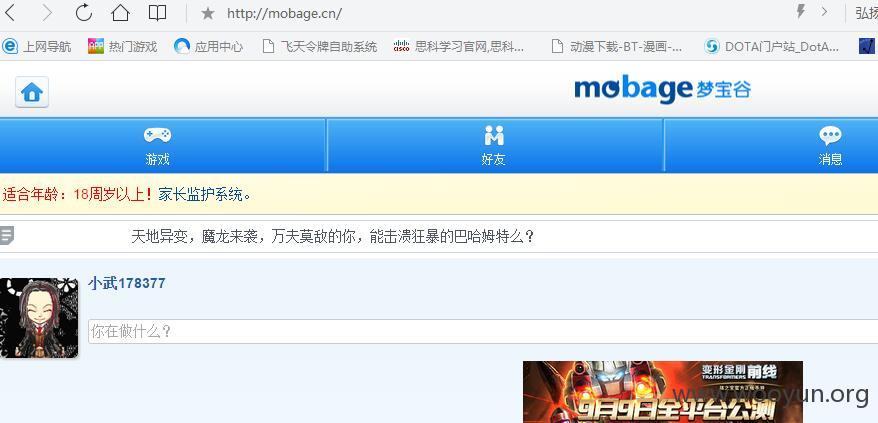 http://mobage.cn/
弘扬
上网导航 热门游戏 应用中心 飞天令牌自助系统 思科学习官网,思科... 动漫下载-BT-漫画-... DOTA门户站_DotA...
mobage 梦宝谷
游戏 好友 消息
适合年龄：18周岁以上！家长监护系统。
天地异变，魔龙来袭，万夫莫敌的你，能击溃狂暴的巴哈姆特么？
小武178377
你在做什么？
变形金刚 前线
TRANSFORMERS
9月9日全平台公测
www.wooyun.org